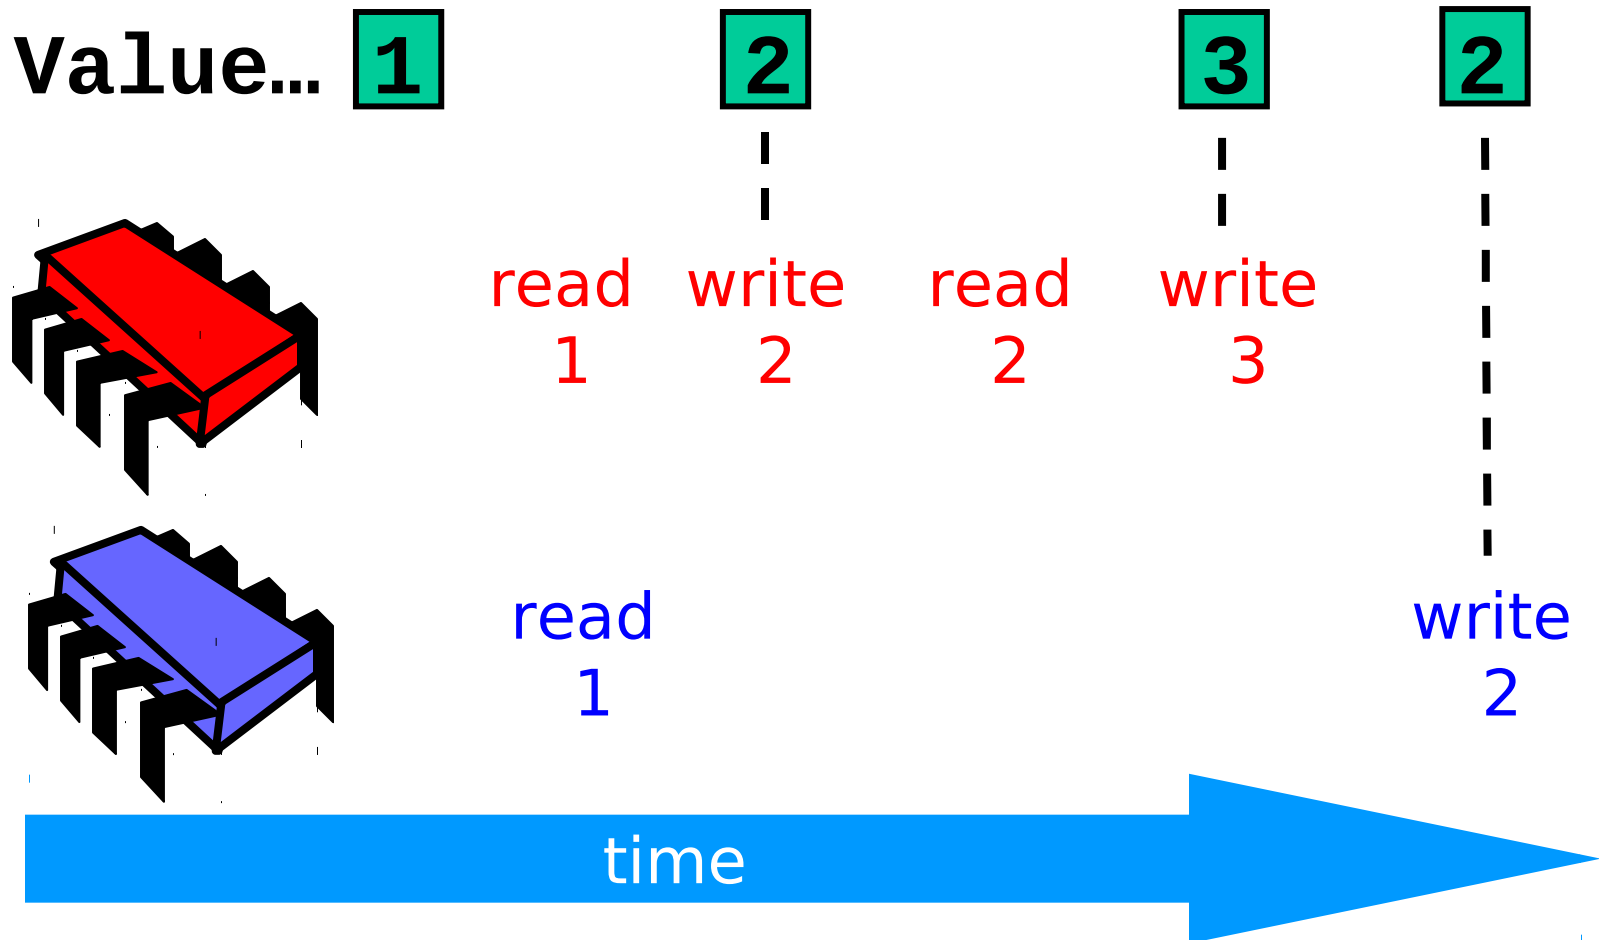 Value… 1 2 3 2
read write read write
1 2 2 3
read write
1 2
time